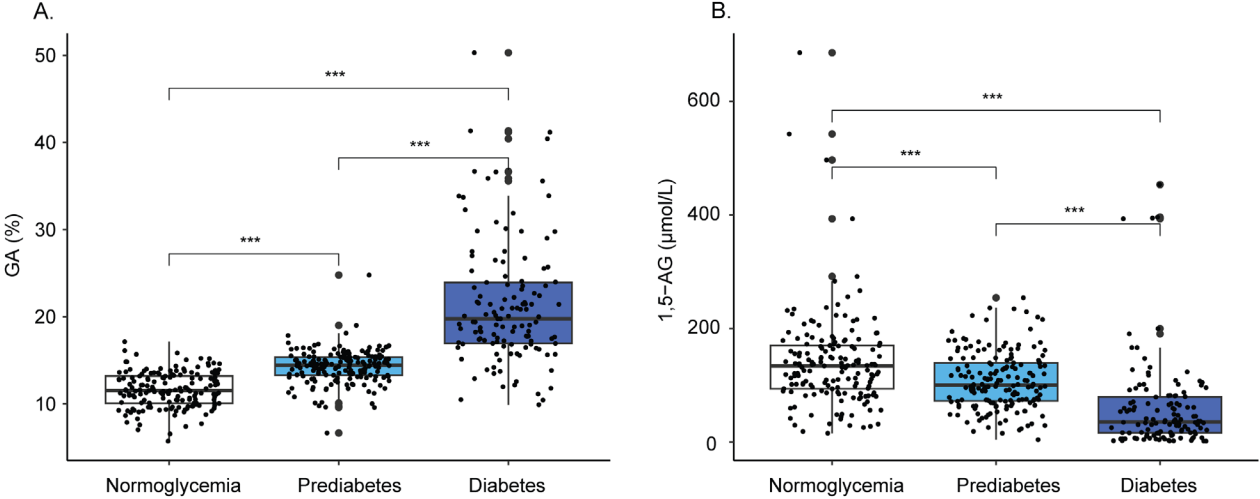 A.
GA (%)
50
40
30
20
10
***
***
***
Normoglycemia
Prediabetes
Diabetes
B.
1,5−AG (μmol/L)
600
400
200
0
***
***
***
Normoglycemia
Prediabetes
Diabetes